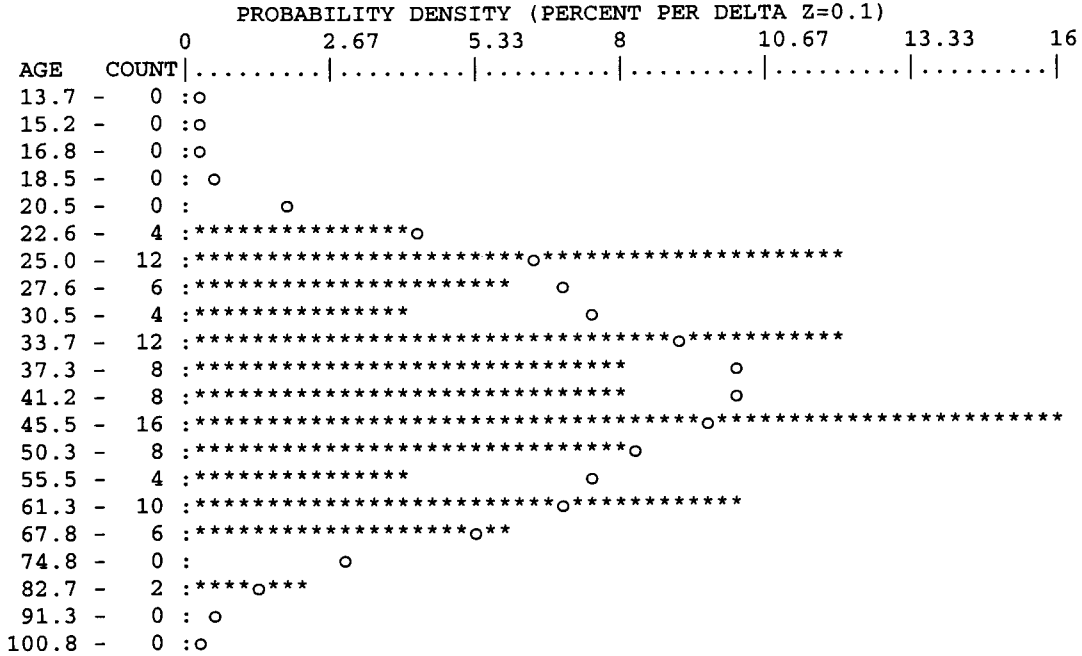 PROBABILITY DENSITY (PERCENT PER DELTA Z=0.1)
0 2.67 5.33 8 10.67 13.33 16
AGE COUNT|.........|.........|.........|.........|.........|.........|
13.7 - 0 :o
15.2 - 0 :o
16.8 - 0 :o
18.5 - 0 : o
20.5 - 0 :      o
22.6 - 4 :***************o
25.0 - 12 :***********************o*********************
27.6 - 6 :**********************   o
30.5 - 4 :***************            o
33.7 - 12 :*********************************o***********
37.3 - 8 :******************************       o
41.2 - 8 :******************************       o
45.5 - 16 :***********************************o************************
50.3 - 8 :******************************o
55.5 - 4 :***************            o
61.3 - 10 :*************************o************
67.8 - 6 :*******************o**
74.8 - 0 :          o
82.7 - 2 :****o***
91.3 - 0 : o
100.8 - 0 :o